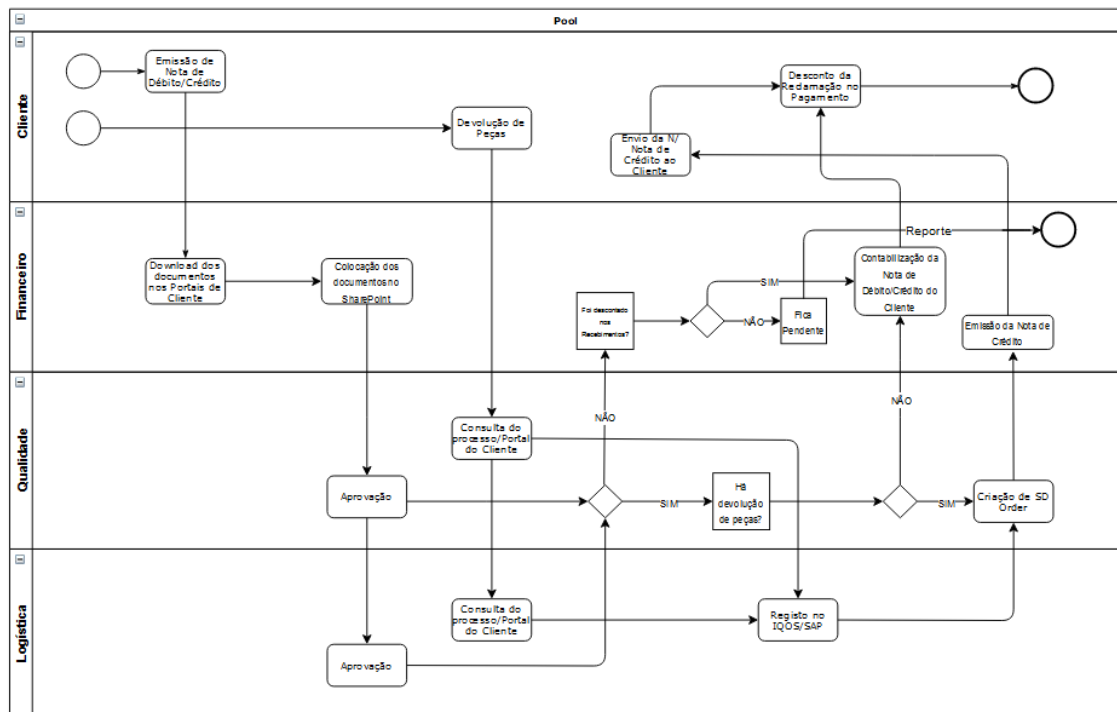 Pool
Cliente
Emissão de
Nota de
Débito/Crédito
Devolução de
Peças
Desconto da
Reclamação no
Pagamento
Envio da N/
Nota de
Crédito ao
Cliente
Financeiro
Download dos
documentos
nos Portais de
Cliente
Colocação dos
documentos no
SharePoint
Foi descontado
nos
Recebimentos?
SIM
NÃO
Fica
Pendente
Reporte
Contabilização da
Nota de
Débito/Crédito do
Cliente
Emissão da Nota de
Crédito
Qualidade
Consulta do
processo/Portal
do Cliente
Aprovação
NÃO
SIM
Há
devolução
de peças?
NÃO
SIM
Criação de SD
Order
Logística
Consulta do
processo/Portal
do Cliente
Registo no
IQOS/SAP
Aprovação